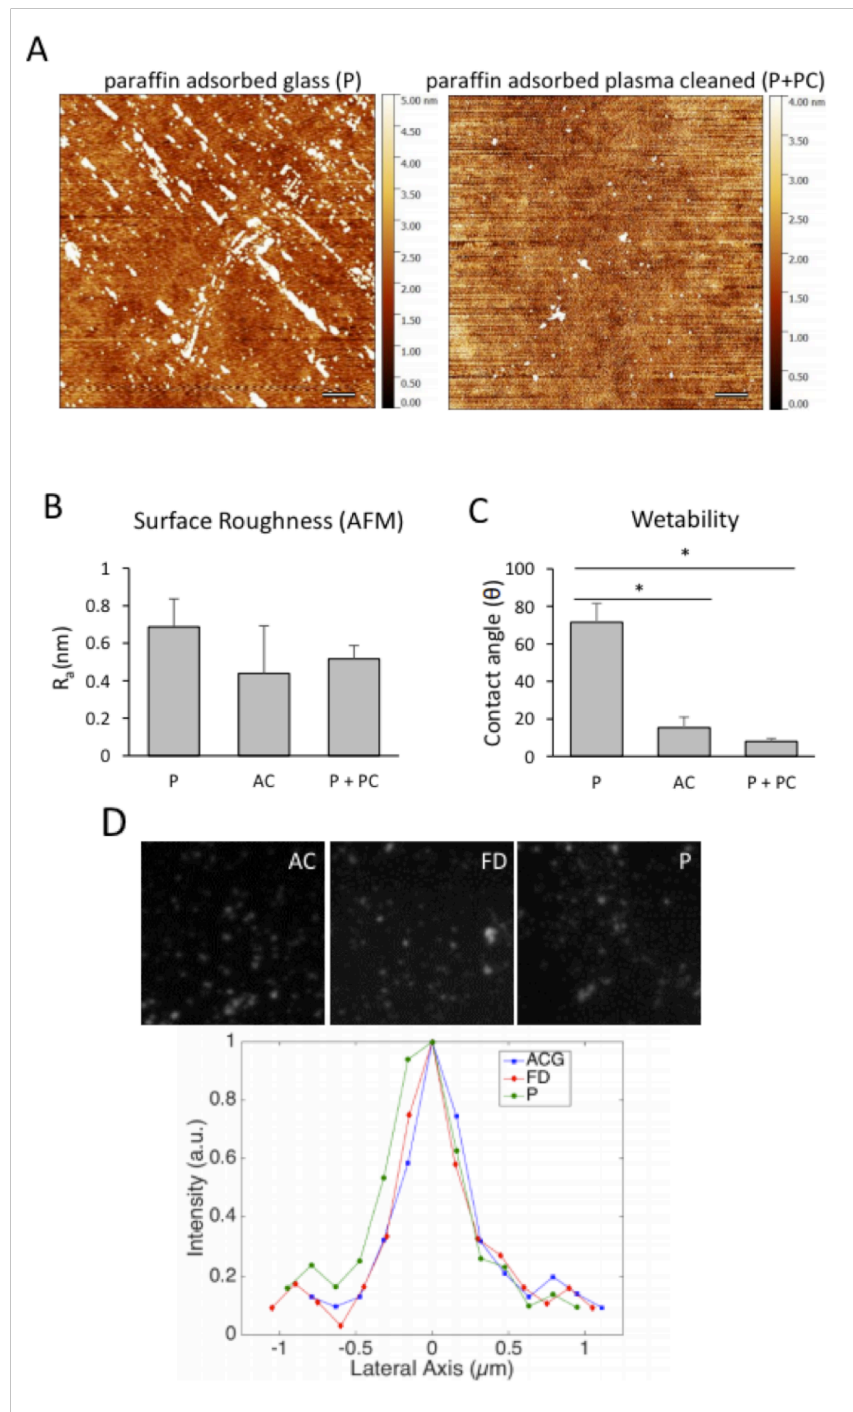 A
paraffin adsorbed glass (P)
paraffin adsorbed plasma cleaned (P+PC)
5.00 nm
4.50
4.00
3.50
3.00
2.50
2.00
1.50
1.00
0.50
0.00
4.00 nm
3.50
3.00
2.50
2.00
1.50
1.00
0.50
0.00
B
Surface Roughness (AFM)
Ra(nm)
1
0.8
0.6
0.4
0.2
0
P
AC
P + PC
C
Wetability
Contact angle (θ)
100
80
60
40
20
0
*
*
P
AC
P + PC
D
AC
FD
P
Intensity (a.u.)
1
0.8
0.6
0.4
0.2
0
ACG
FD
P
-1
-0.5
0
0.5
1
Lateral Axis (μm)